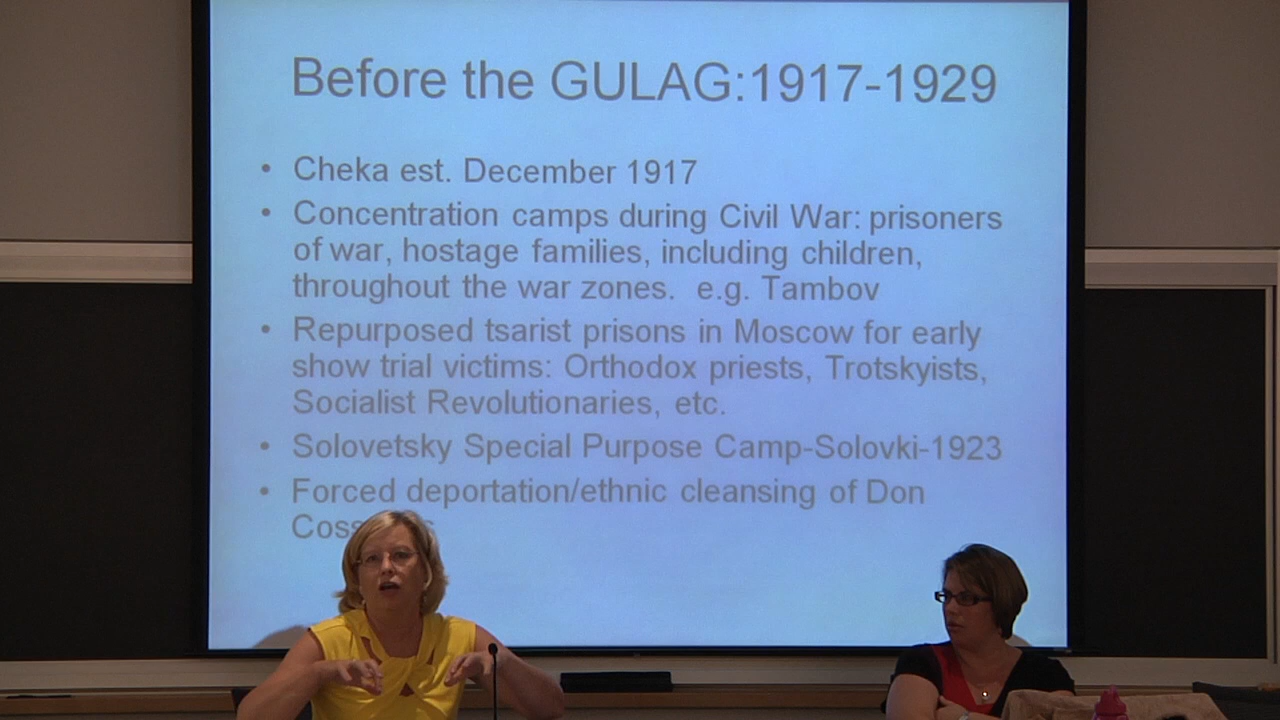 Before the GULAG:1917-1929
• Cheka est. December 1917
• Concentration camps during Civil War: prisoners
of war, hostage families, including children,
throughout the war zones. e.g. Tambov
• Repurposed tsarist prisons in Moscow for early
show trial victims: Orthodox priests, Trotskyists,
Socialist Revolutionaries, etc.
• Solovetsky Special Purpose Camp-Solovki-1923
• Forced deportation/ethnic cleansing of Don